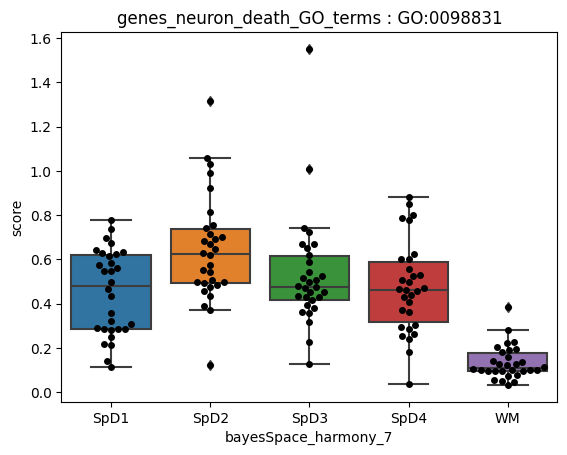 genes_neuron_death_GO_terms : GO:0098831
1.6
1.4
1.2
1.0
0.8
0.6
0.4
0.2
0.0
score
SpD1 SpD2 SpD3 SpD4 WM
bayesSpace_harmony_7